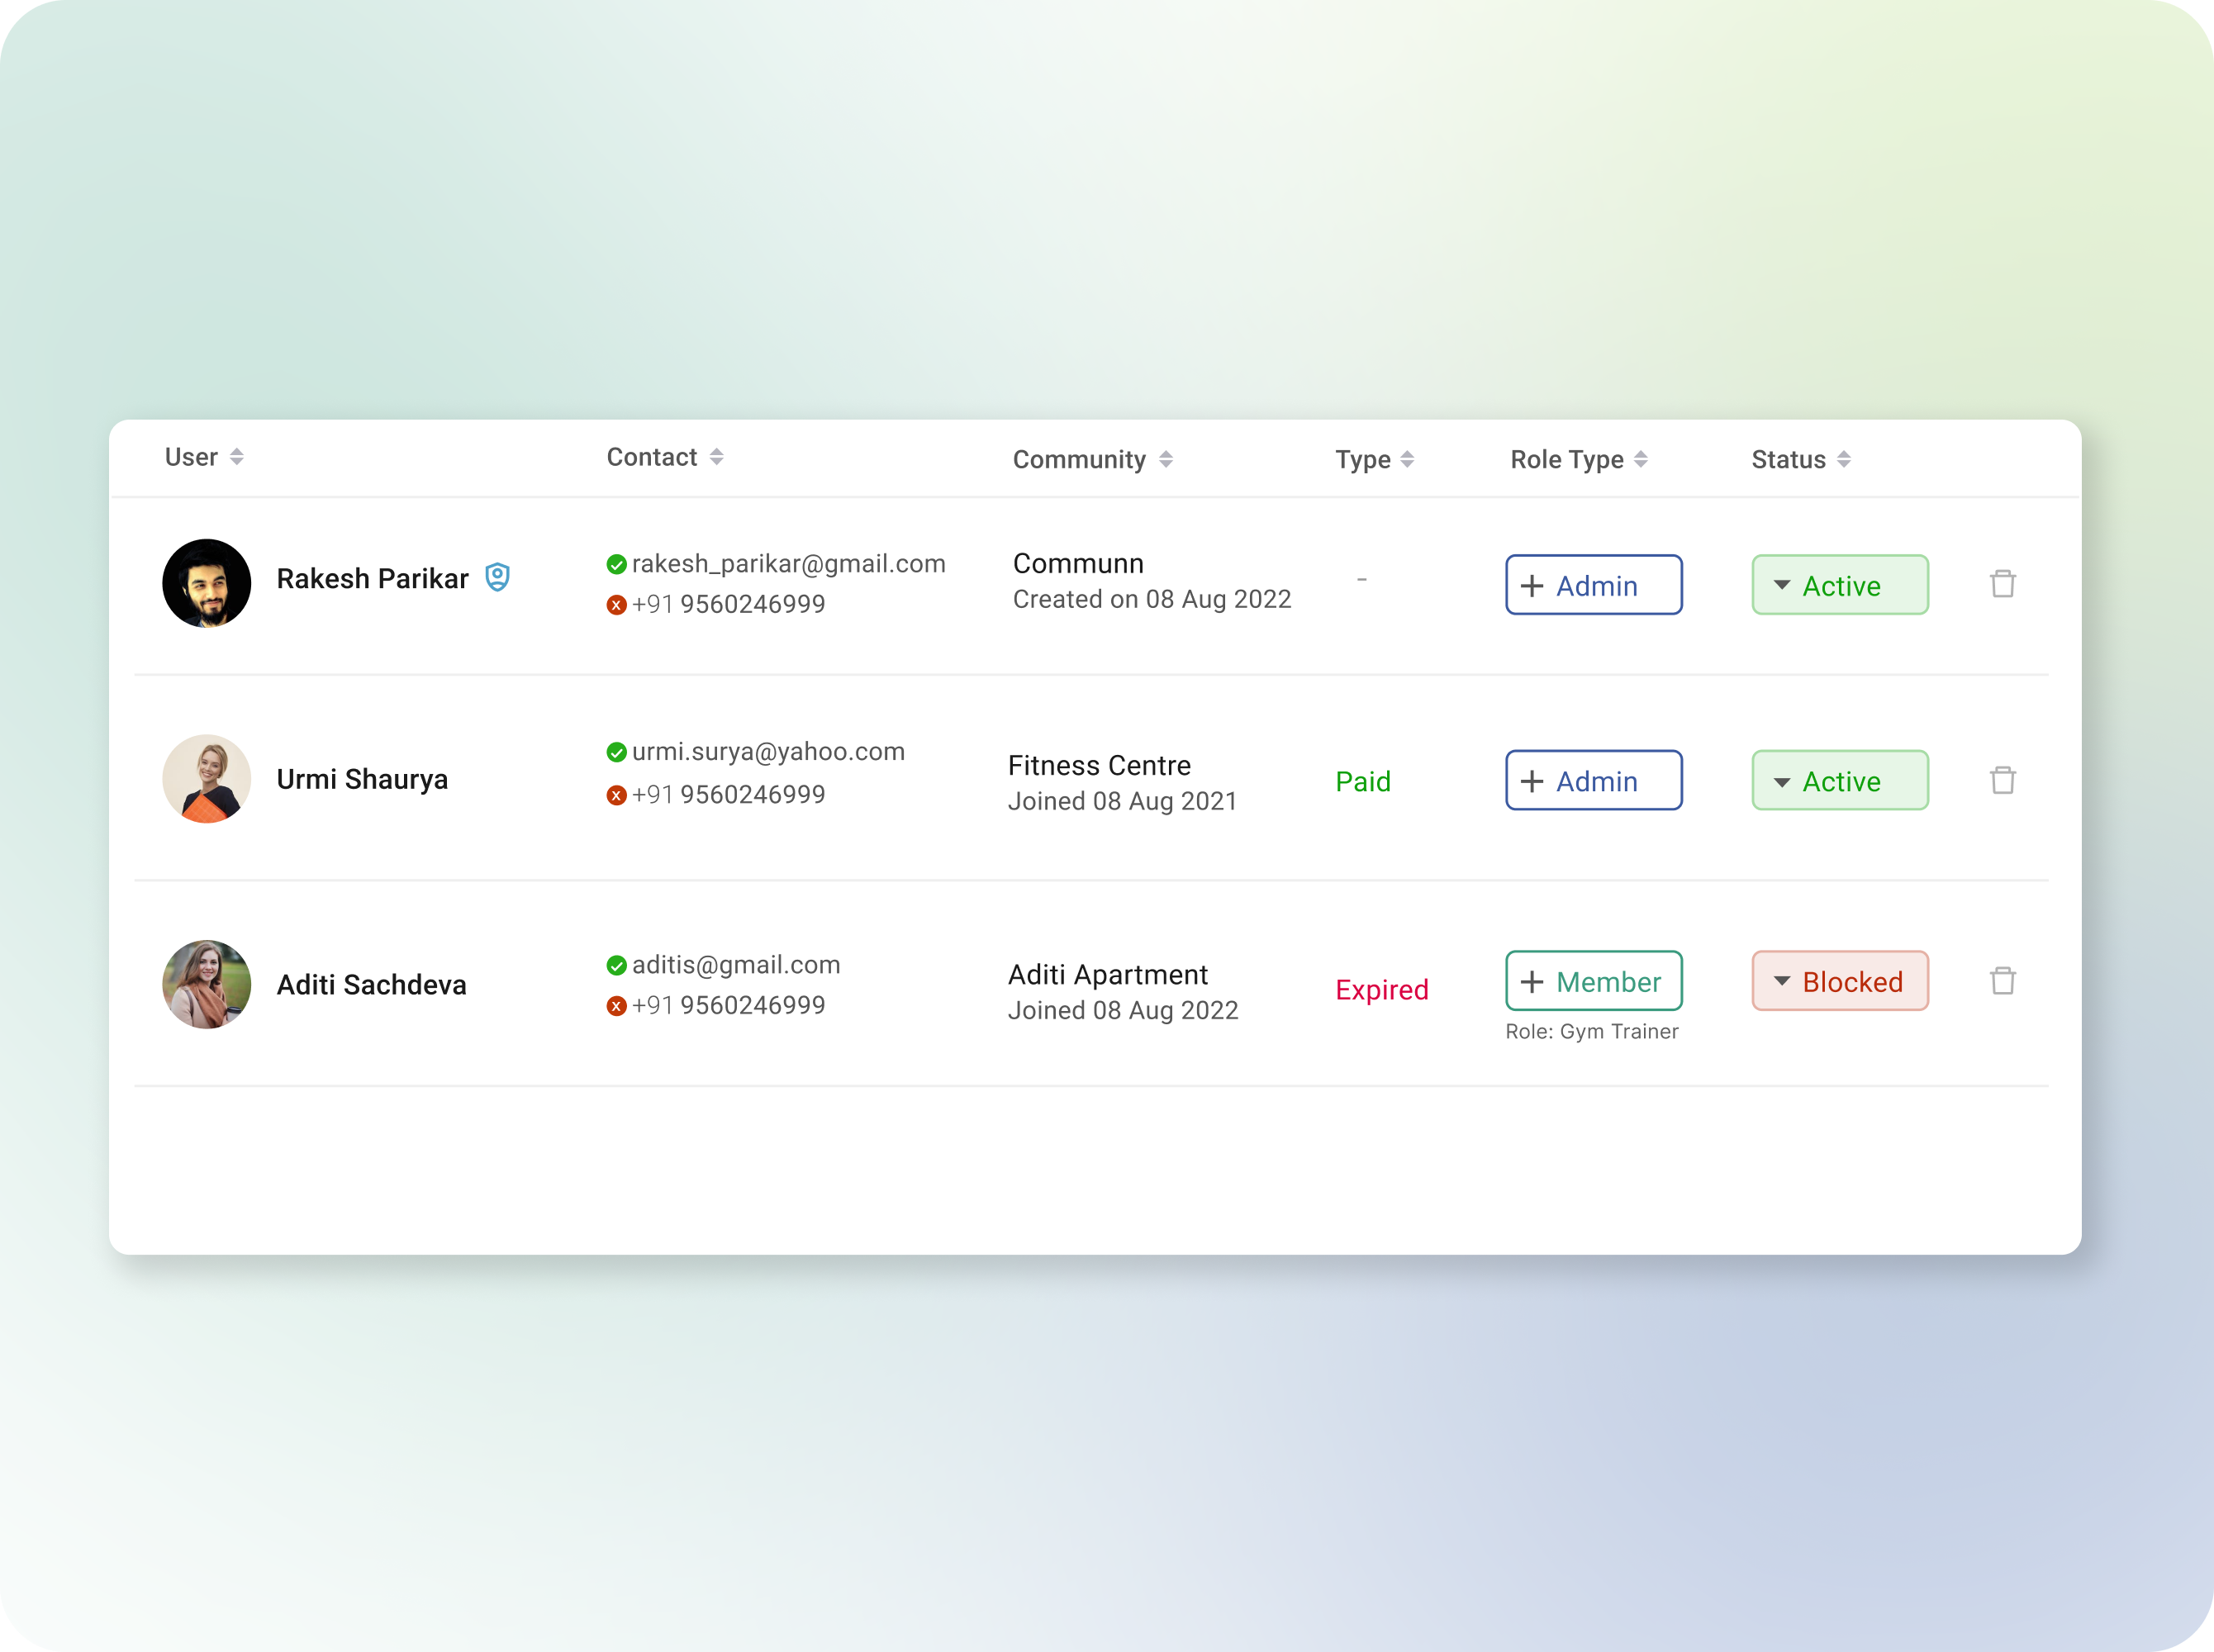 User
Contact
Community
Type
Role Type
Status
Rakesh Parikar
rakesh_parikar@gmail.com
+91 9560246999
Communn
Created on 08 Aug 2022
-
+ Admin
Active
Urmi Shaurya
urmi.surya@yahoo.com
+91 9560246999
Fitness Centre
Joined 08 Aug 2021
Paid
+ Admin
Active
Aditi Sachdeva
aditis@gmail.com
+91 9560246999
Aditi Apartment
Joined 08 Aug 2022
Expired
+ Member
Role: Gym Trainer
Blocked